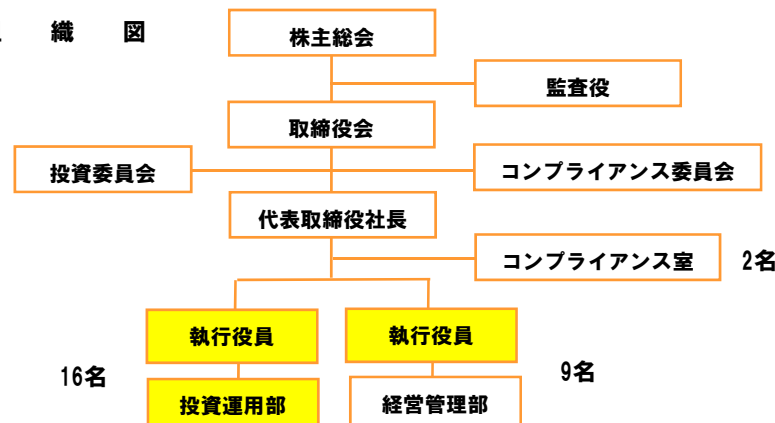 織 図
株主総会
監査役
取締役会
投資委員会
コンプライアンス委員会
代表取締役社長
コンプライアンス室 2名
執行役員 執行役員
16名 9名
投資運用部 経営管理部